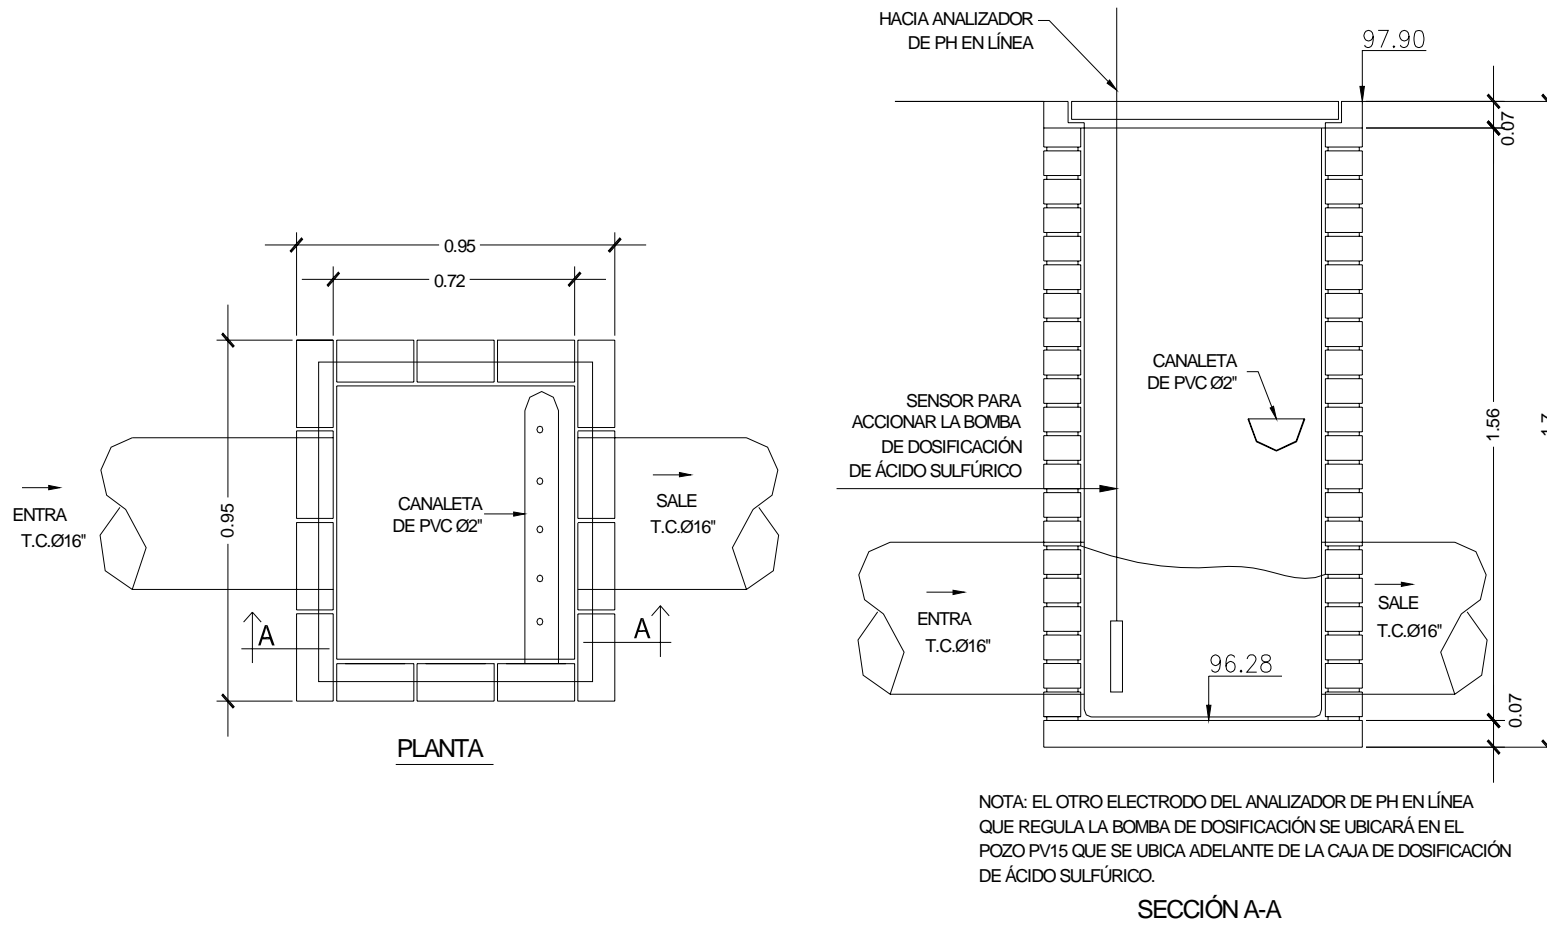 0.95
0.72
0.95
ENTRA
T.C.Ø16"
CANALETA
DE PVC Ø2"
SALE
T.C.Ø16"
A
A
PLANTA
HACIA ANALIZADOR
DE PH EN LÍNEA
97.90
0.07
CANALETA
DE PVC Ø2"
SENSOR PARA
ACCIONAR LA BOMBA
DE DOSIFICACIÓN
DE ÁCIDO SULFÚRICO
1.56
ENTRA
T.C.Ø16"
SALE
T.C.Ø16"
96.28
0.07
NOTA: EL OTRO ELECTRODO DEL ANALIZADOR DE PH EN LÍNEA
QUE REGULA LA BOMBA DE DOSIFICACIÓN SE UBICARÁ EN EL
POZO PV15 QUE SE UBICA ADELANTE DE LA CAJA DE DOSIFICACIÓN
DE ÁCIDO SULFÚRICO.
SECCIÓN A-A